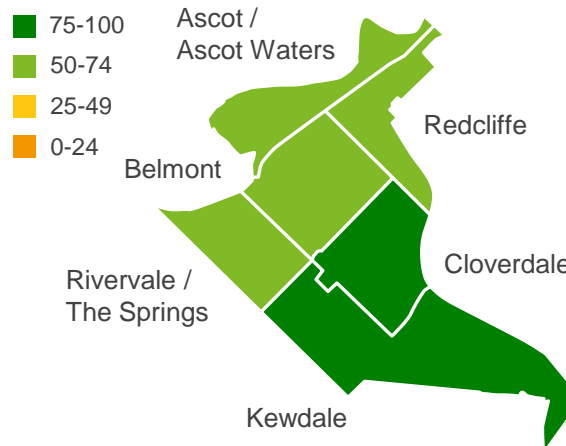 75-100
50-74
25-49
0-24
Ascot /
Ascot Waters
Redcliffe
Belmont
Cloverdale
Rivervale /
The Springs
Kewdale